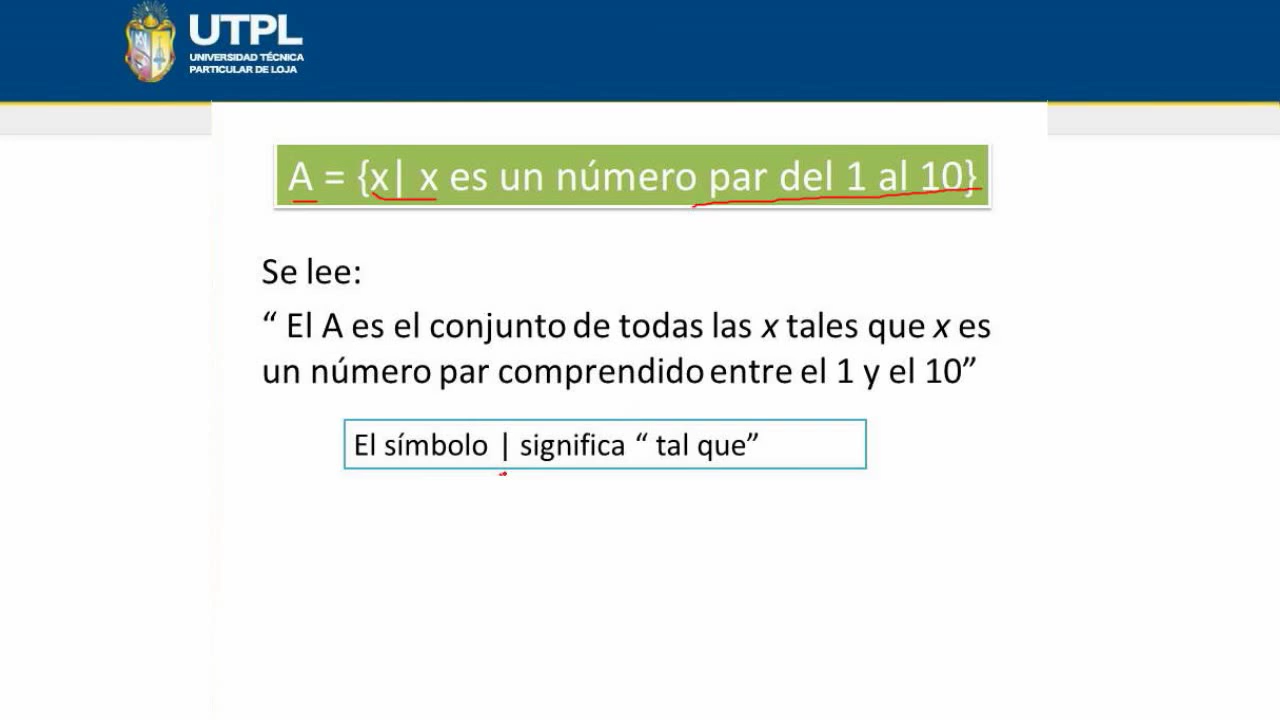 UTPL
UNIVERSIDAD TÉCNICA
PARTICULAR DE LOJA
A = {x| x es un número par del 1 al 10}
Se lee:
“ El A es el conjunto de todas las x tales que x es
un número par comprendido entre el 1 y el 10”
El símbolo | significa “ tal que”